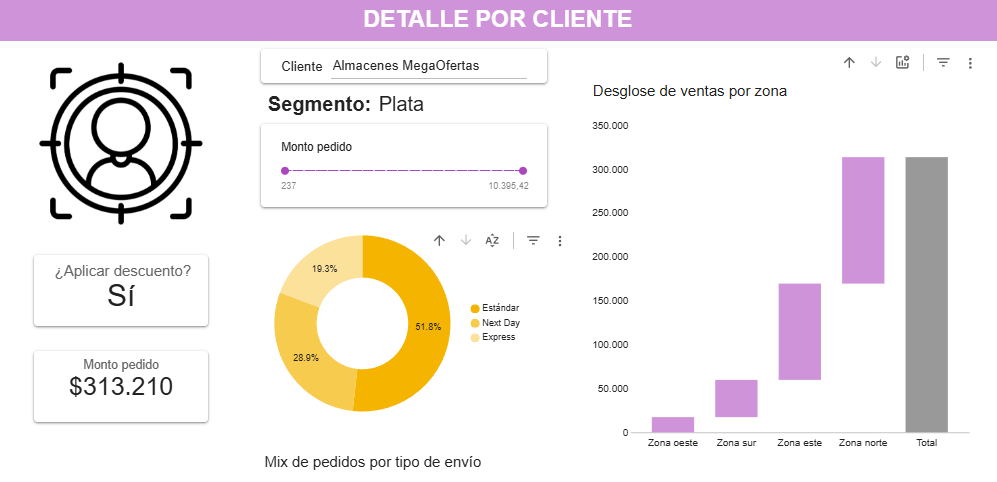 DETALLE POR CLIENTE
Cliente Almacenes MegaOfertas
Segmento: Plata
Monto pedido
237 10.395,42
¿Aplicar descuento?
Sí
Monto pedido
$313.210
AZ
19.3%
51.8%
28.9%
Estándar
Next Day
Express
Mix de pedidos por tipo de envío
Desglose de ventas por zona
350.000
300.000
250.000
200.000
150.000
100.000
50.000
0
Zona oeste Zona sur Zona este Zona norte Total